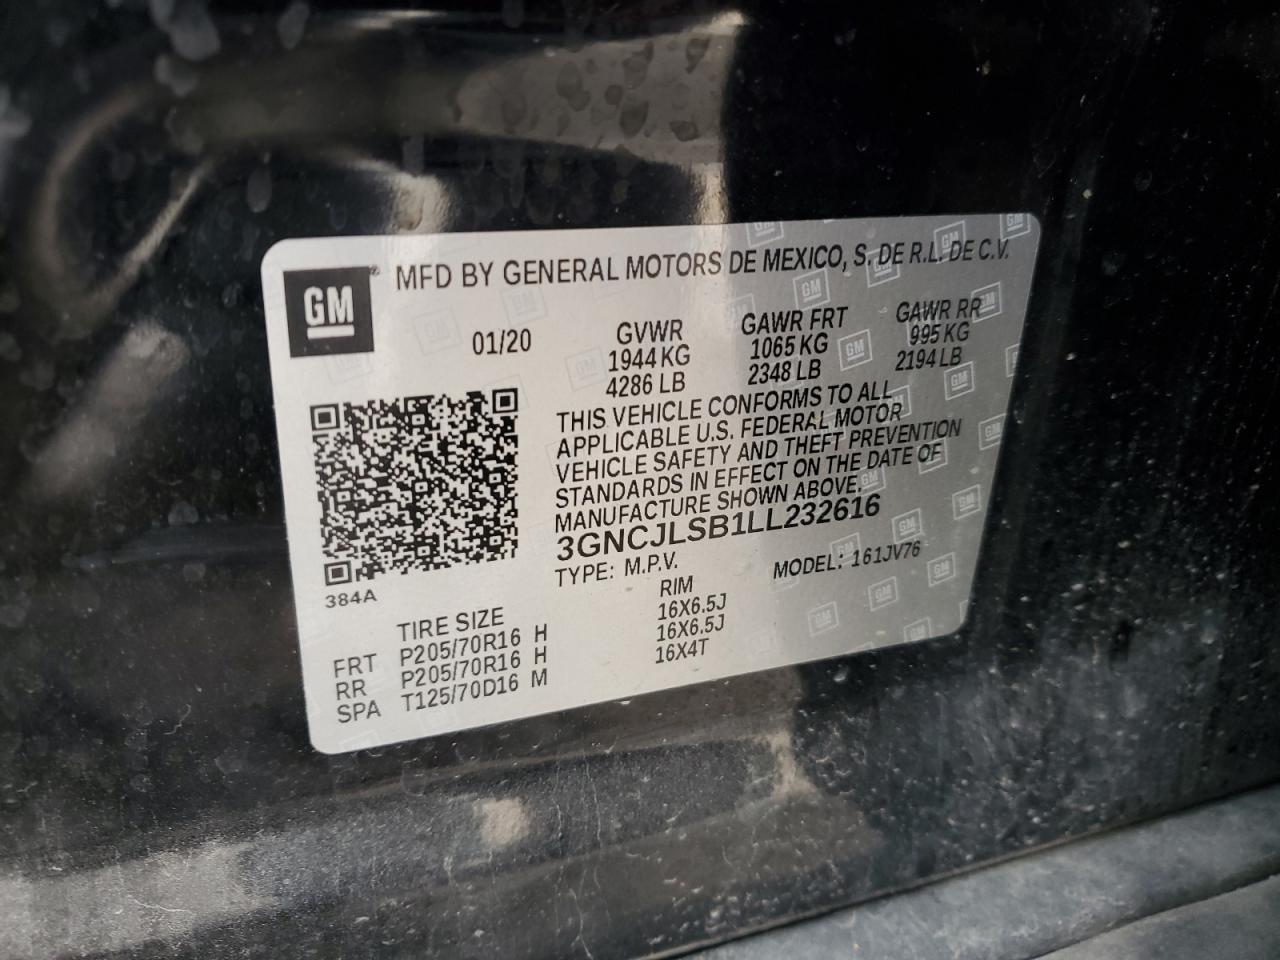 GM
MFD BY GENERAL MOTORS DE MEXICO, S. DE R.L. DE C.V.
01/20
GVWR
1944 KG
4286 LB
GAWR FRT
1065 KG
2348 LB
GAWR RR
995 KG
2194 LB
THIS VEHICLE CONFORMS TO ALL
APPLICABLE U.S. FEDERAL MOTOR
VEHICLE SAFETY AND THEFT PREVENTION
STANDARDS IN EFFECT ON THE DATE OF
MANUFACTURE SHOWN ABOVE.
3GNCJLSB1LL232616
TYPE: M.P.V. MODEL: 161JV76
384A
TIRE SIZE RIM
FRT P205/70R16 H 16X6.5J
RR P205/70R16 H 16X6.5J
SPA T125/70D16 M 16X4T